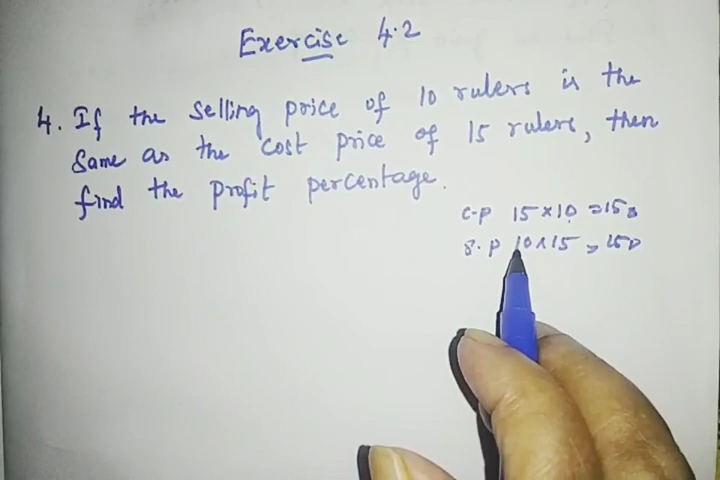 Exercise 4.2
4. If the selling price of 10 rulers is the
same as the cost price of 15 rulers, then
find the profit percentage.
C.P 15×10 = 150
S.P 10×15 = 150